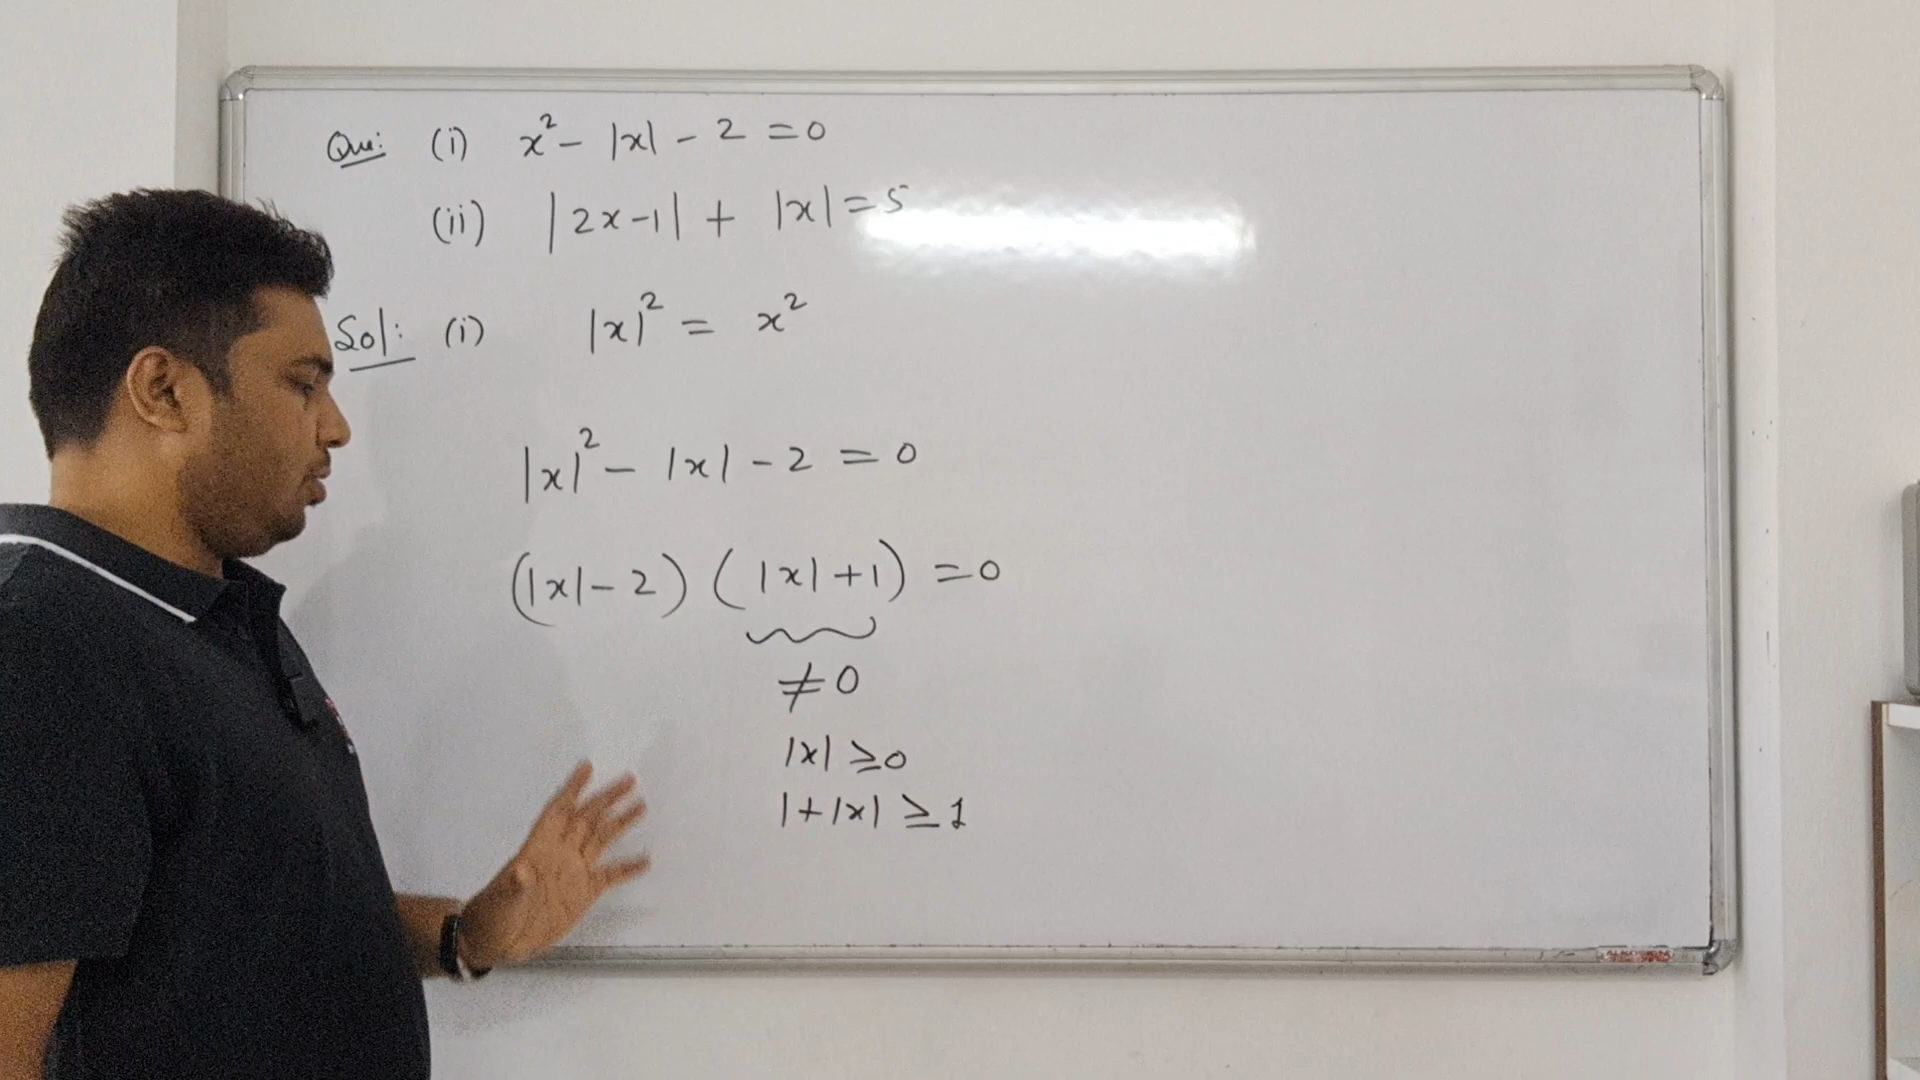 Que: (i) x² - |x| - 2 = 0
(ii) |2x-1| + |x| = 5
Sol: (i) |x|² = x²
|x|² - |x| - 2 = 0
(|x| - 2) (|x| + 1) = 0
≠ 0
|x| ≥ 0
1 + |x| ≥ 1